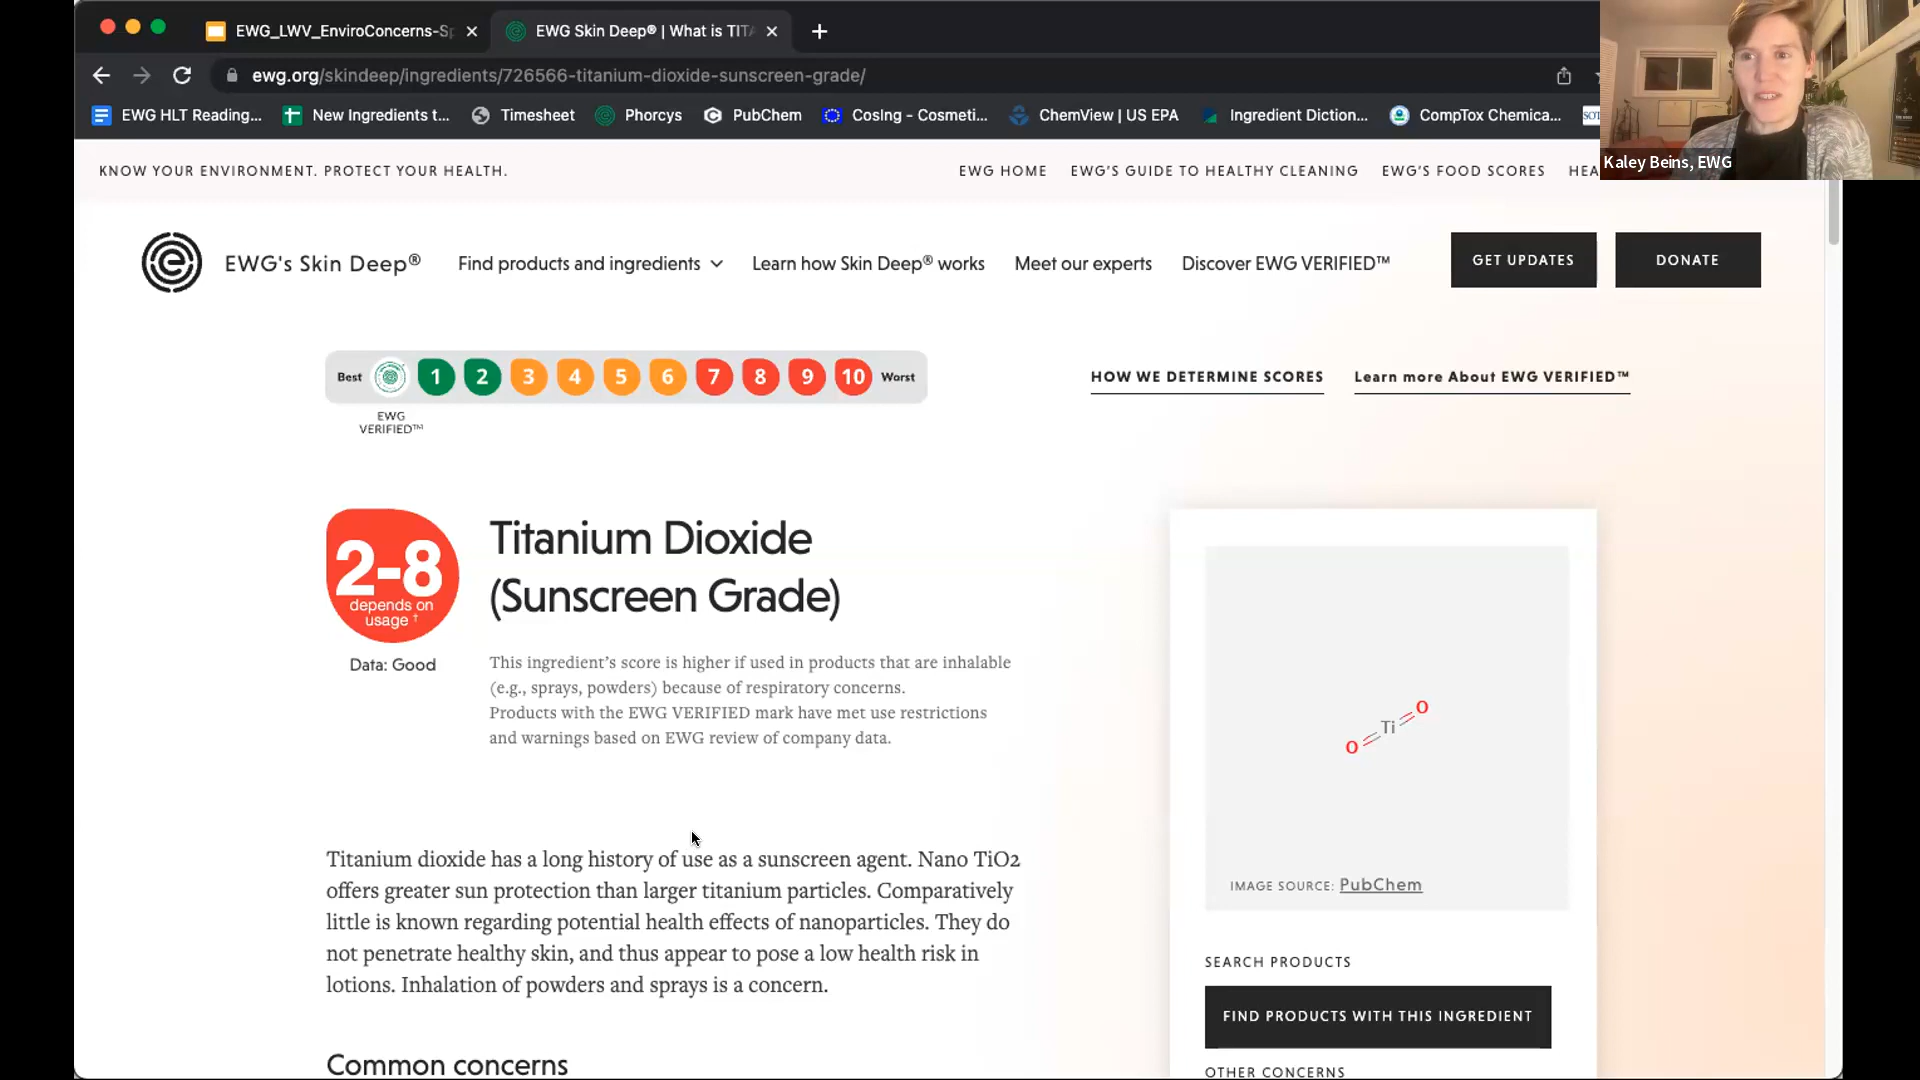 EWG_LWV_EnviroConcerns-Sp
EWG Skin Deep® | What is TITA
ewg.org/skindeep/ingredients/726566-titanium-dioxide-sunscreen-grade/
EWG HLT Reading...
New Ingredients t...
Timesheet
Phorcys
PubChem
CosIng - Cosmeti...
ChemView | US EPA
Ingredient Diction...
CompTox Chemica...
Kaley Beins, EWG
KNOW YOUR ENVIRONMENT. PROTECT YOUR HEALTH.
EWG HOME
EWG'S GUIDE TO HEALTHY CLEANING
EWG'S FOOD SCORES
HEA
EWG's Skin Deep®
Find products and ingredients
Learn how Skin Deep® works
Meet our experts
Discover EWG VERIFIED™
GET UPDATES
DONATE
Best 1 2 3 4 5 6 7 8 9 10 Worst
EWG
VERIFIED™
HOW WE DETERMINE SCORES
Learn more About EWG VERIFIED™
2-8
depends on
usage †
Data: Good
Titanium Dioxide
(Sunscreen Grade)
This ingredient's score is higher if used in products that are inhalable
(e.g., sprays, powders) because of respiratory concerns.
Products with the EWG VERIFIED mark have met use restrictions
and warnings based on EWG review of company data.
Titanium dioxide has a long history of use as a sunscreen agent. Nano TiO2
offers greater sun protection than larger titanium particles. Comparatively
little is known regarding potential health effects of nanoparticles. They do
not penetrate healthy skin, and thus appear to pose a low health risk in
lotions. Inhalation of powders and sprays is a concern.
Common concerns
O
Ti
O
IMAGE SOURCE: PubChem
SEARCH PRODUCTS
FIND PRODUCTS WITH THIS INGREDIENT
OTHER CONCERNS